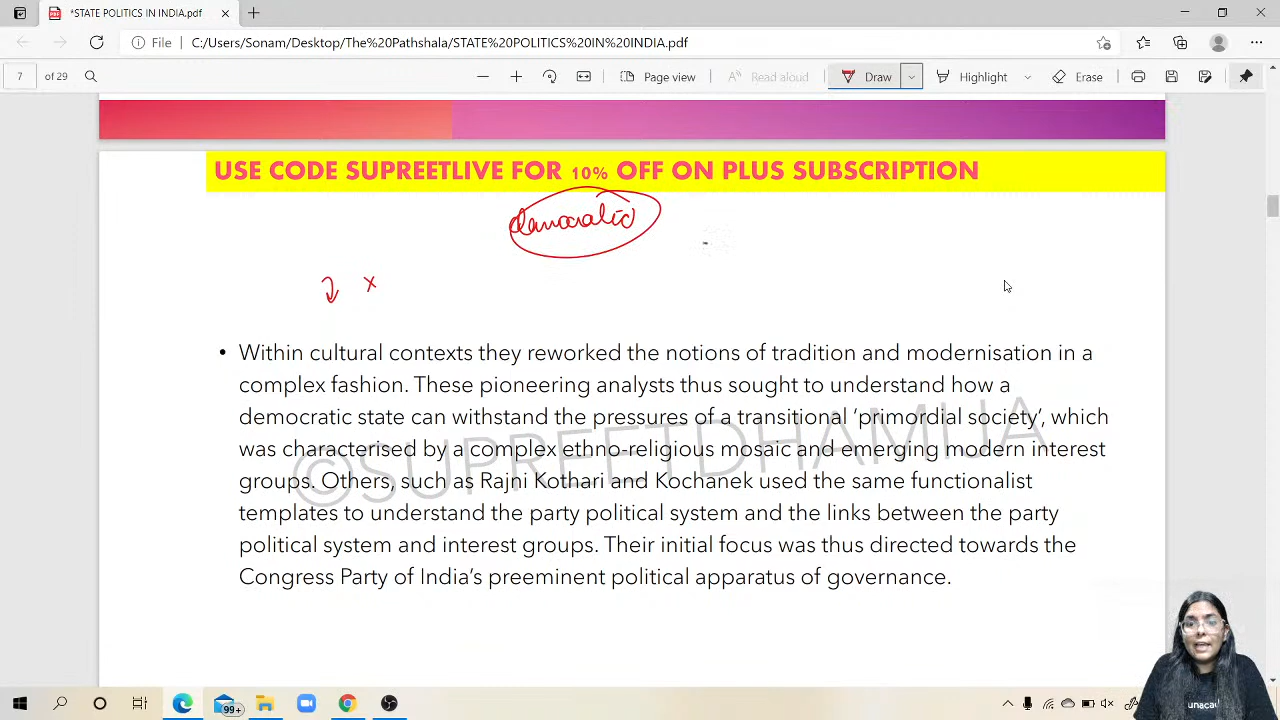 *STATE POLITICS IN INDIA.pdf
File C:/Users/Sonam/Desktop/The%20Pathshala/STATE%20POLITICS%20IN%20INDIA.pdf
7 of 29 Page view Read aloud Draw Highlight Erase
USE CODE SUPREETLIVE FOR 10% OFF ON PLUS SUBSCRIPTION
democratic
x
• Within cultural contexts they reworked the notions of tradition and modernisation in a
complex fashion. These pioneering analysts thus sought to understand how a
democratic state can withstand the pressures of a transitional ‘primordial society’, which
was characterised by a complex ethno-religious mosaic and emerging modern interest
groups. Others, such as Rajni Kothari and Kochanek used the same functionalist
templates to understand the party political system and the links between the party
political system and interest groups. Their initial focus was thus directed towards the
Congress Party of India’s preeminent political apparatus of governance.
©SUPREETDHAMIJA
unacad
99+